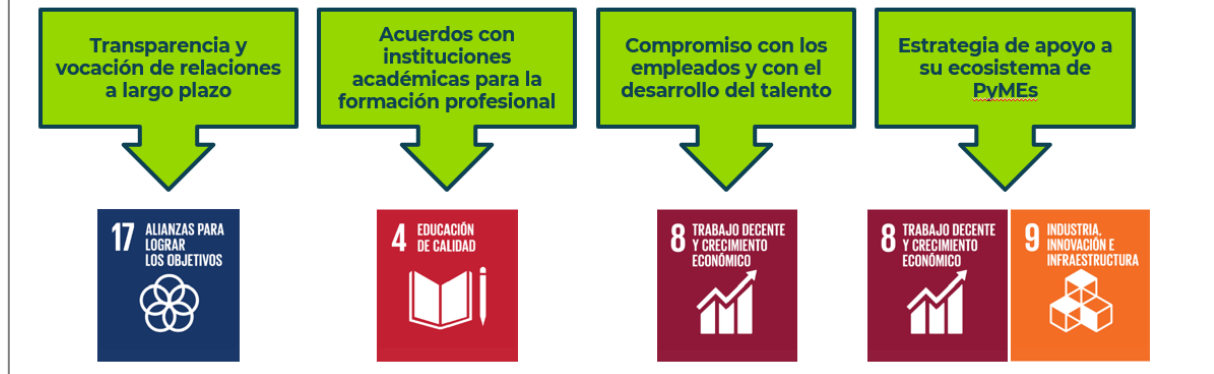 Transparencia y
vocación de relaciones
a largo plazo
Acuerdos con
instituciones
académicas para la
formación profesional
Compromiso con los
empleados y con el
desarrollo del talento
Estrategia de apoyo a
su ecosistema de
PyMEs
17 ALIANZAS PARA
LOGRAR
LOS OBJETIVOS
4 EDUCACIÓN
DE CALIDAD
8 TRABAJO DECENTE
Y CRECIMIENTO
ECONÓMICO
8 TRABAJO DECENTE
Y CRECIMIENTO
ECONÓMICO
9 INDUSTRIA,
INNOVACIÓN E
INFRAESTRUCTURA